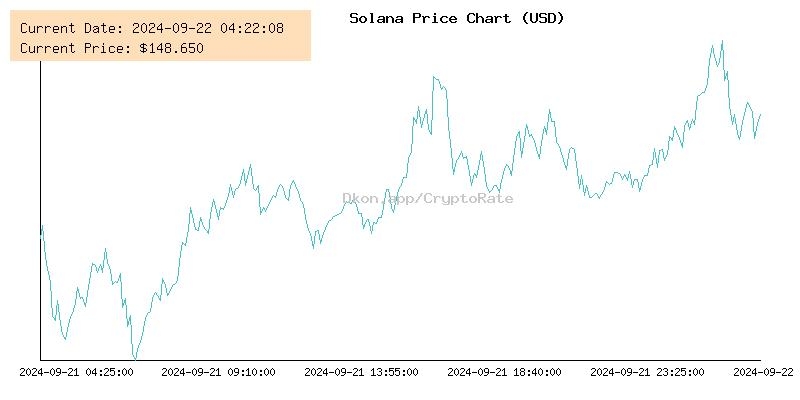 Solana Price Chart (USD)
Current Date: 2024-09-22 04:22:08
Current Price: $148.650
Dkon.app/CryptoRate
2024-09-21 04:25:00
2024-09-21 09:10:00
2024-09-21 13:55:00
2024-09-21 18:40:00
2024-09-21 23:25:00
2024-09-22